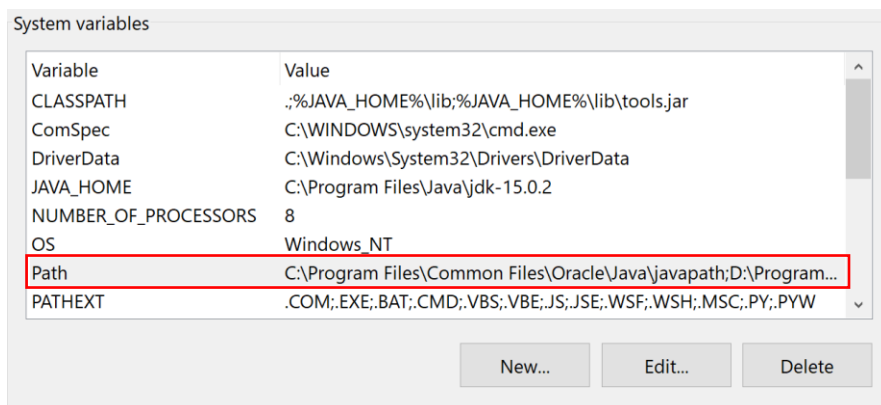 System variables
Variable Value
CLASSPATH .;%JAVA_HOME%\lib;%JAVA_HOME%\lib\tools.jar
ComSpec C:\WINDOWS\system32\cmd.exe
DriverData C:\Windows\System32\Drivers\DriverData
JAVA_HOME C:\Program Files\Java\jdk-15.0.2
NUMBER_OF_PROCESSORS 8
OS Windows_NT
Path C:\Program Files\Common Files\Oracle\Java\javapath;D:\Program...
PATHEXT .COM;.EXE;.BAT;.CMD;.VBS;.VBE;.JS;.JSE;.WSF;.WSH;.MSC;.PY;.PYW
New... Edit... Delete